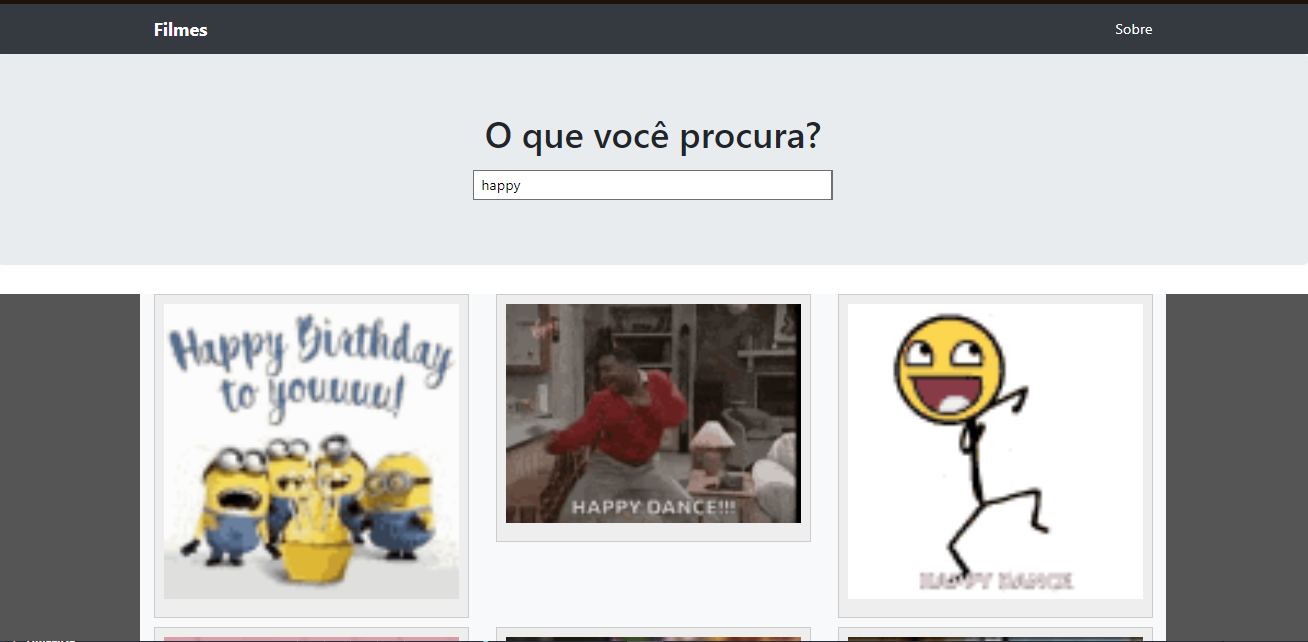 Filmes
Sobre
O que você procura?
happy
Happy Birthday
to youuuu!
HAPPY DANCE!!!
HAPPY DANCE